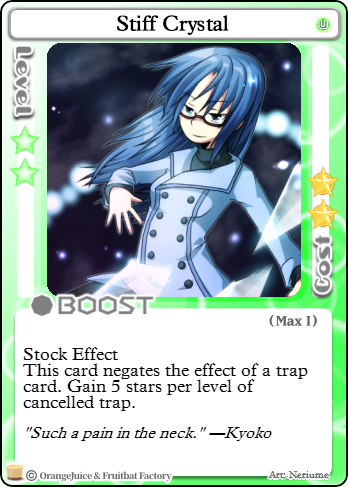 Stiff Crystal
U
Level
Cost
BOOST
(Max 1)
Stock Effect
This card negates the effect of a trap
card. Gain 5 stars per level of
cancelled trap.
"Such a pain in the neck." —Kyoko
© OrangeJuice & Fruitbat Factory
Art: Neriume